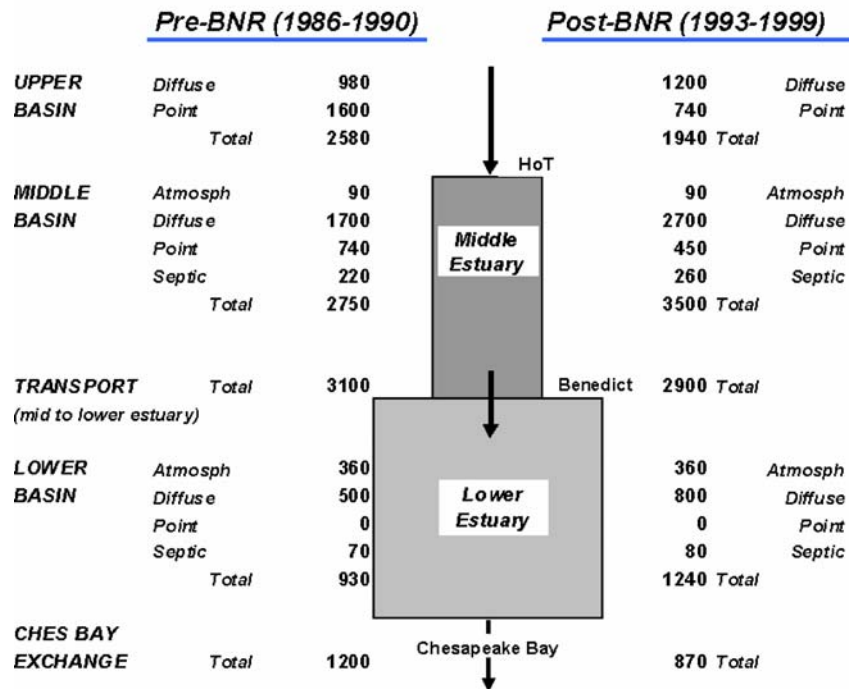 Pre-BNR (1986-1990) Post-BNR (1993-1999)
UPPER Diffuse 980 1200 Diffuse
BASIN Point 1600 740 Point
Total 2580 1940 Total
HoT
MIDDLE Atmosph 90 90 Atmosph
BASIN Diffuse 1700 2700 Diffuse
Middle
Point 740 450 Point
Estuary
Septic 220 260 Septic
Total 2750 3500 Total
TRANSPORT Total 3100 Benedict 2900 Total
(mid to lower estuary)
LOWER Atmosph 360 360 Atmosph
BASIN Diffuse 500 Lower 800 Diffuse
Point 0 Estuary 0 Point
Septic 70 80 Septic
Total 930 1240 Total
CHES BAY
Chesapeake Bay
EXCHANGE Total 1200 870 Total